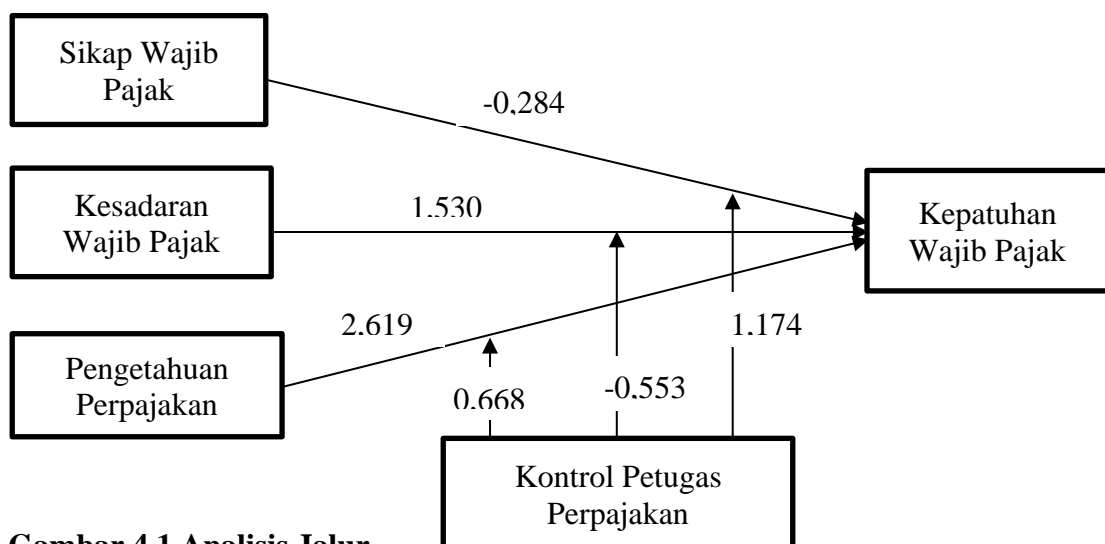 Sikap Wajib
Pajak
-0,284
Kesadaran
Wajib Pajak
1,530
Kepatuhan
Wajib Pajak
Pengetahuan
Perpajakan
2,619
0,668
-0,553
1,174
Kontrol Petugas
Perpajakan
Gambar 4.1 Analisis Jalur